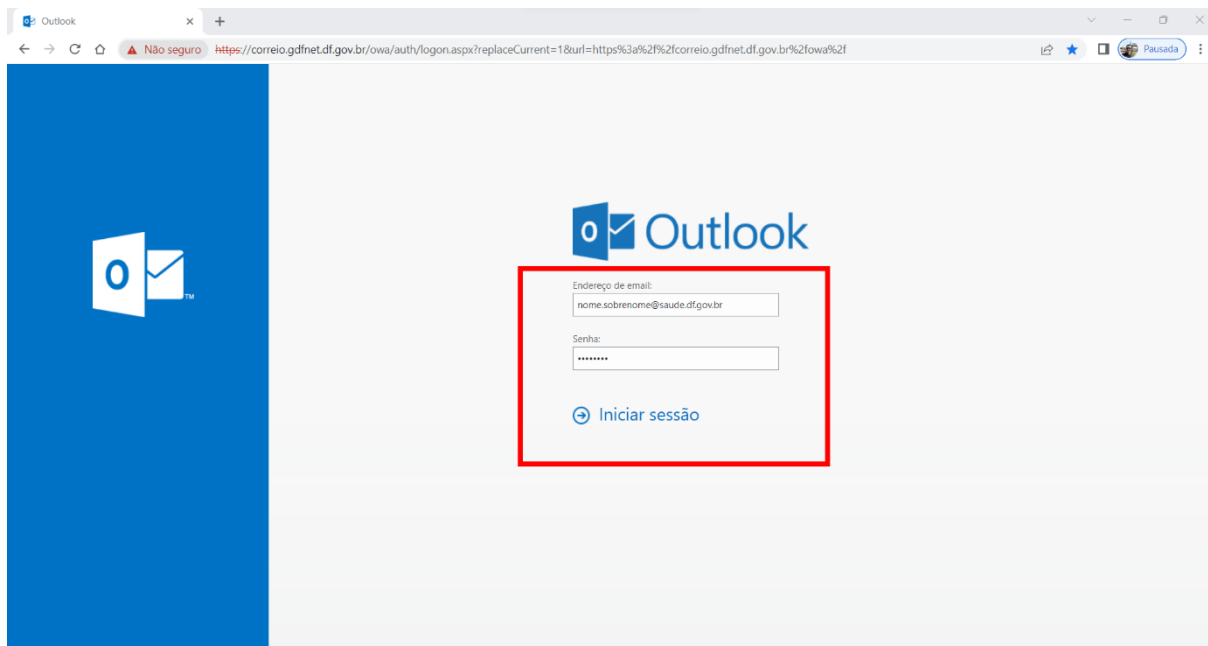 Outlook
Não seguro https://correio.gdfnet.df.gov.br/owa/auth/logon.aspx?replaceCurrent=1&url=https%3a%2f%2fcorreio.gdfnet.df.gov.br%2fowa%2f
Pausada
Outlook
Endereço de email:
nome.sobrenome@saude.df.gov.br
Senha:
••••••••
Iniciar sessão
O
TM